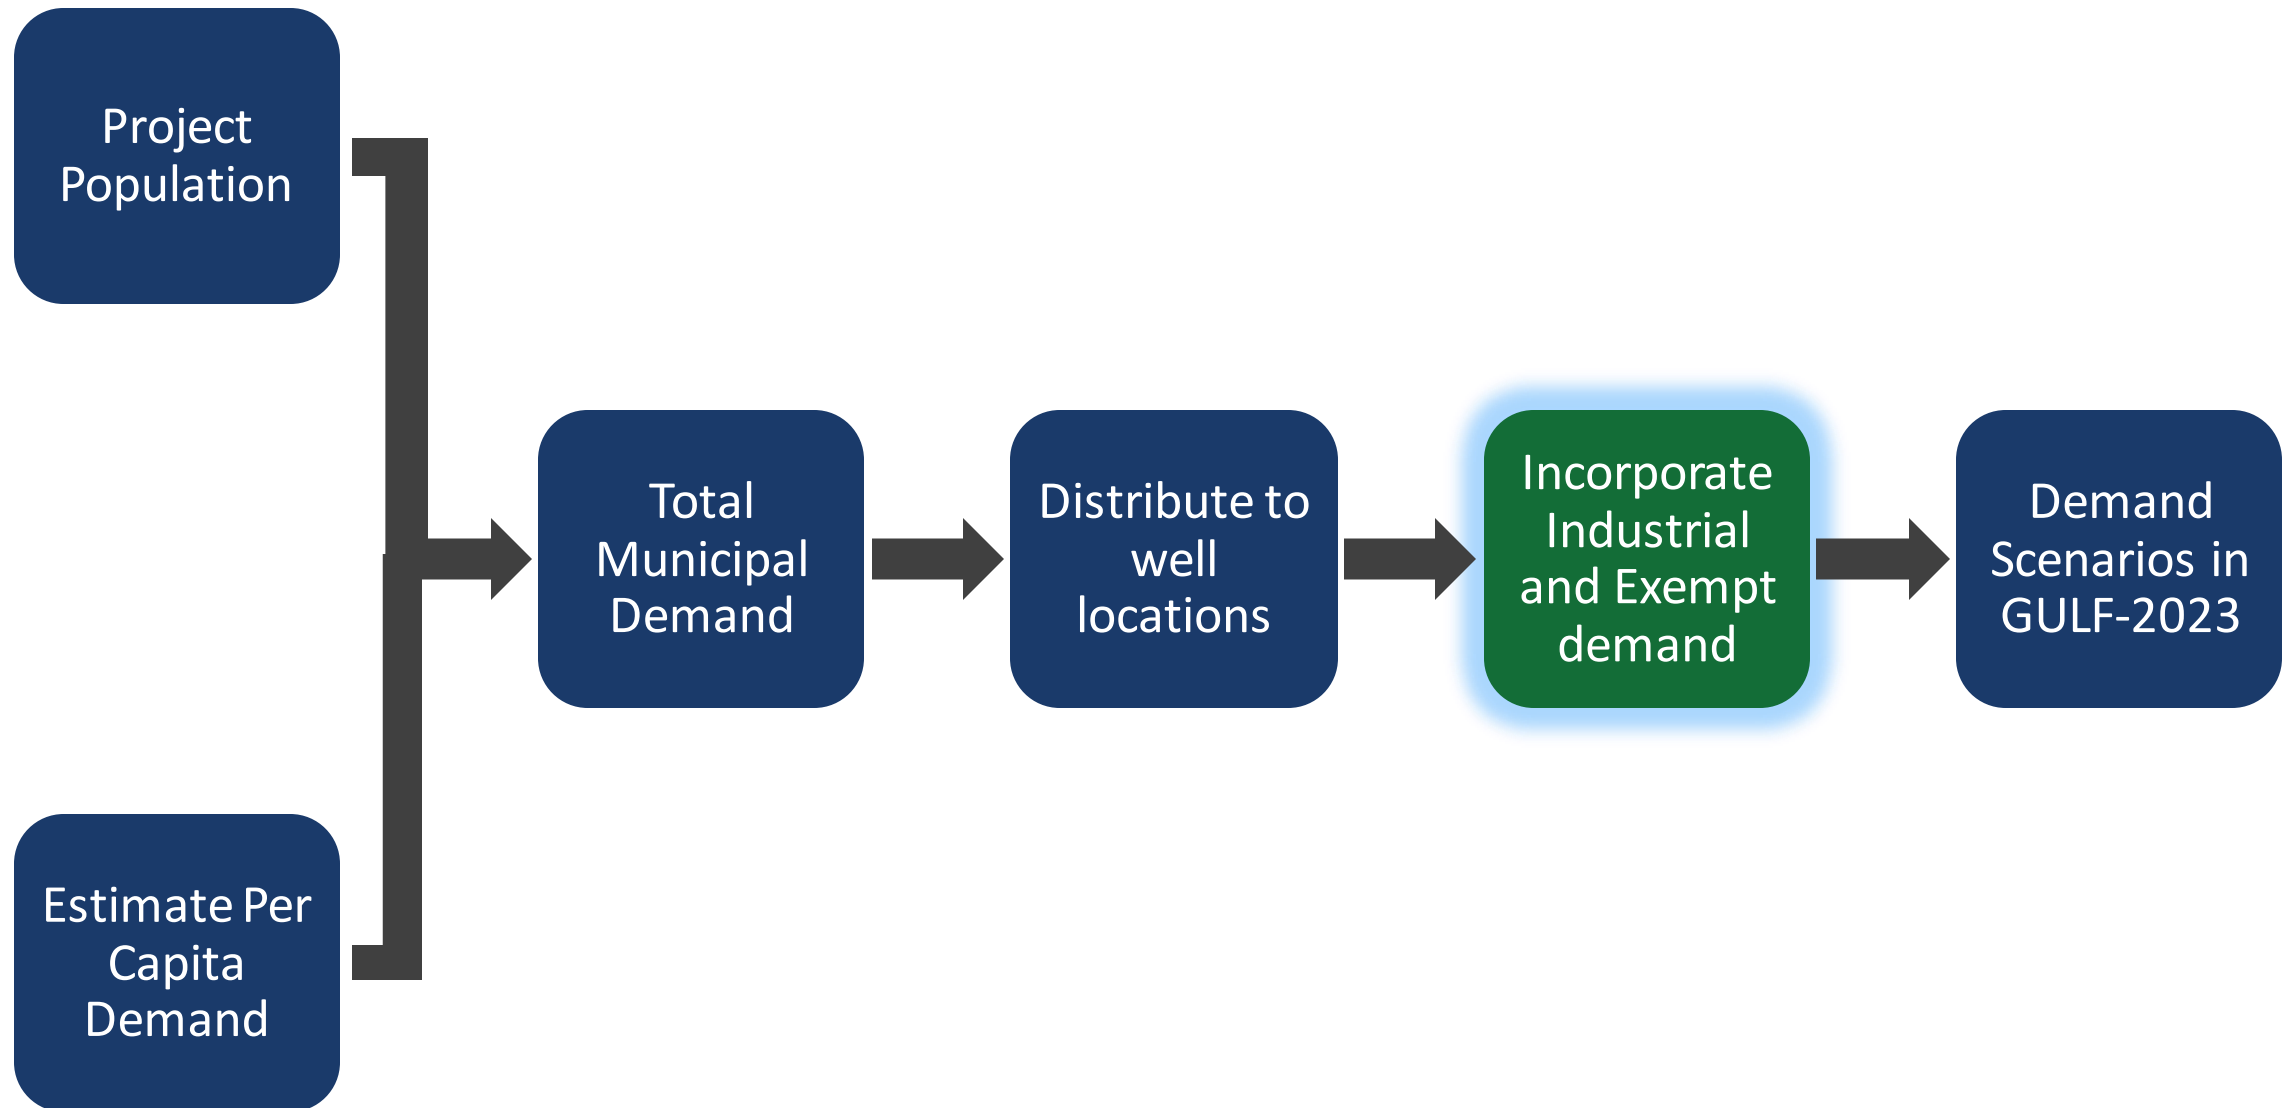 Project
Population
Estimate Per
Capita
Demand
Total
Municipal
Demand
Distribute to
well
locations
Incorporate
Industrial
and Exempt
demand
Demand
Scenarios in
GULF-2023